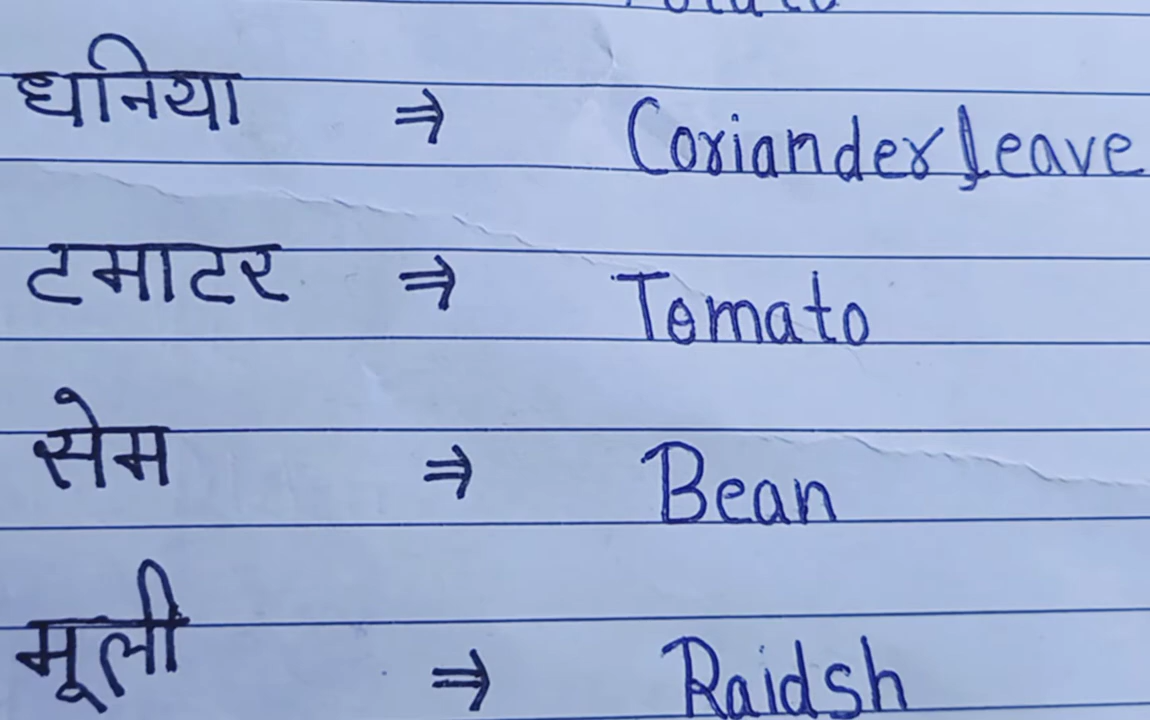 धनिया ⇒ Coriander leave
टमाटर ⇒ Tomato
सेम ⇒ Bean
मूली ⇒ Raidsh